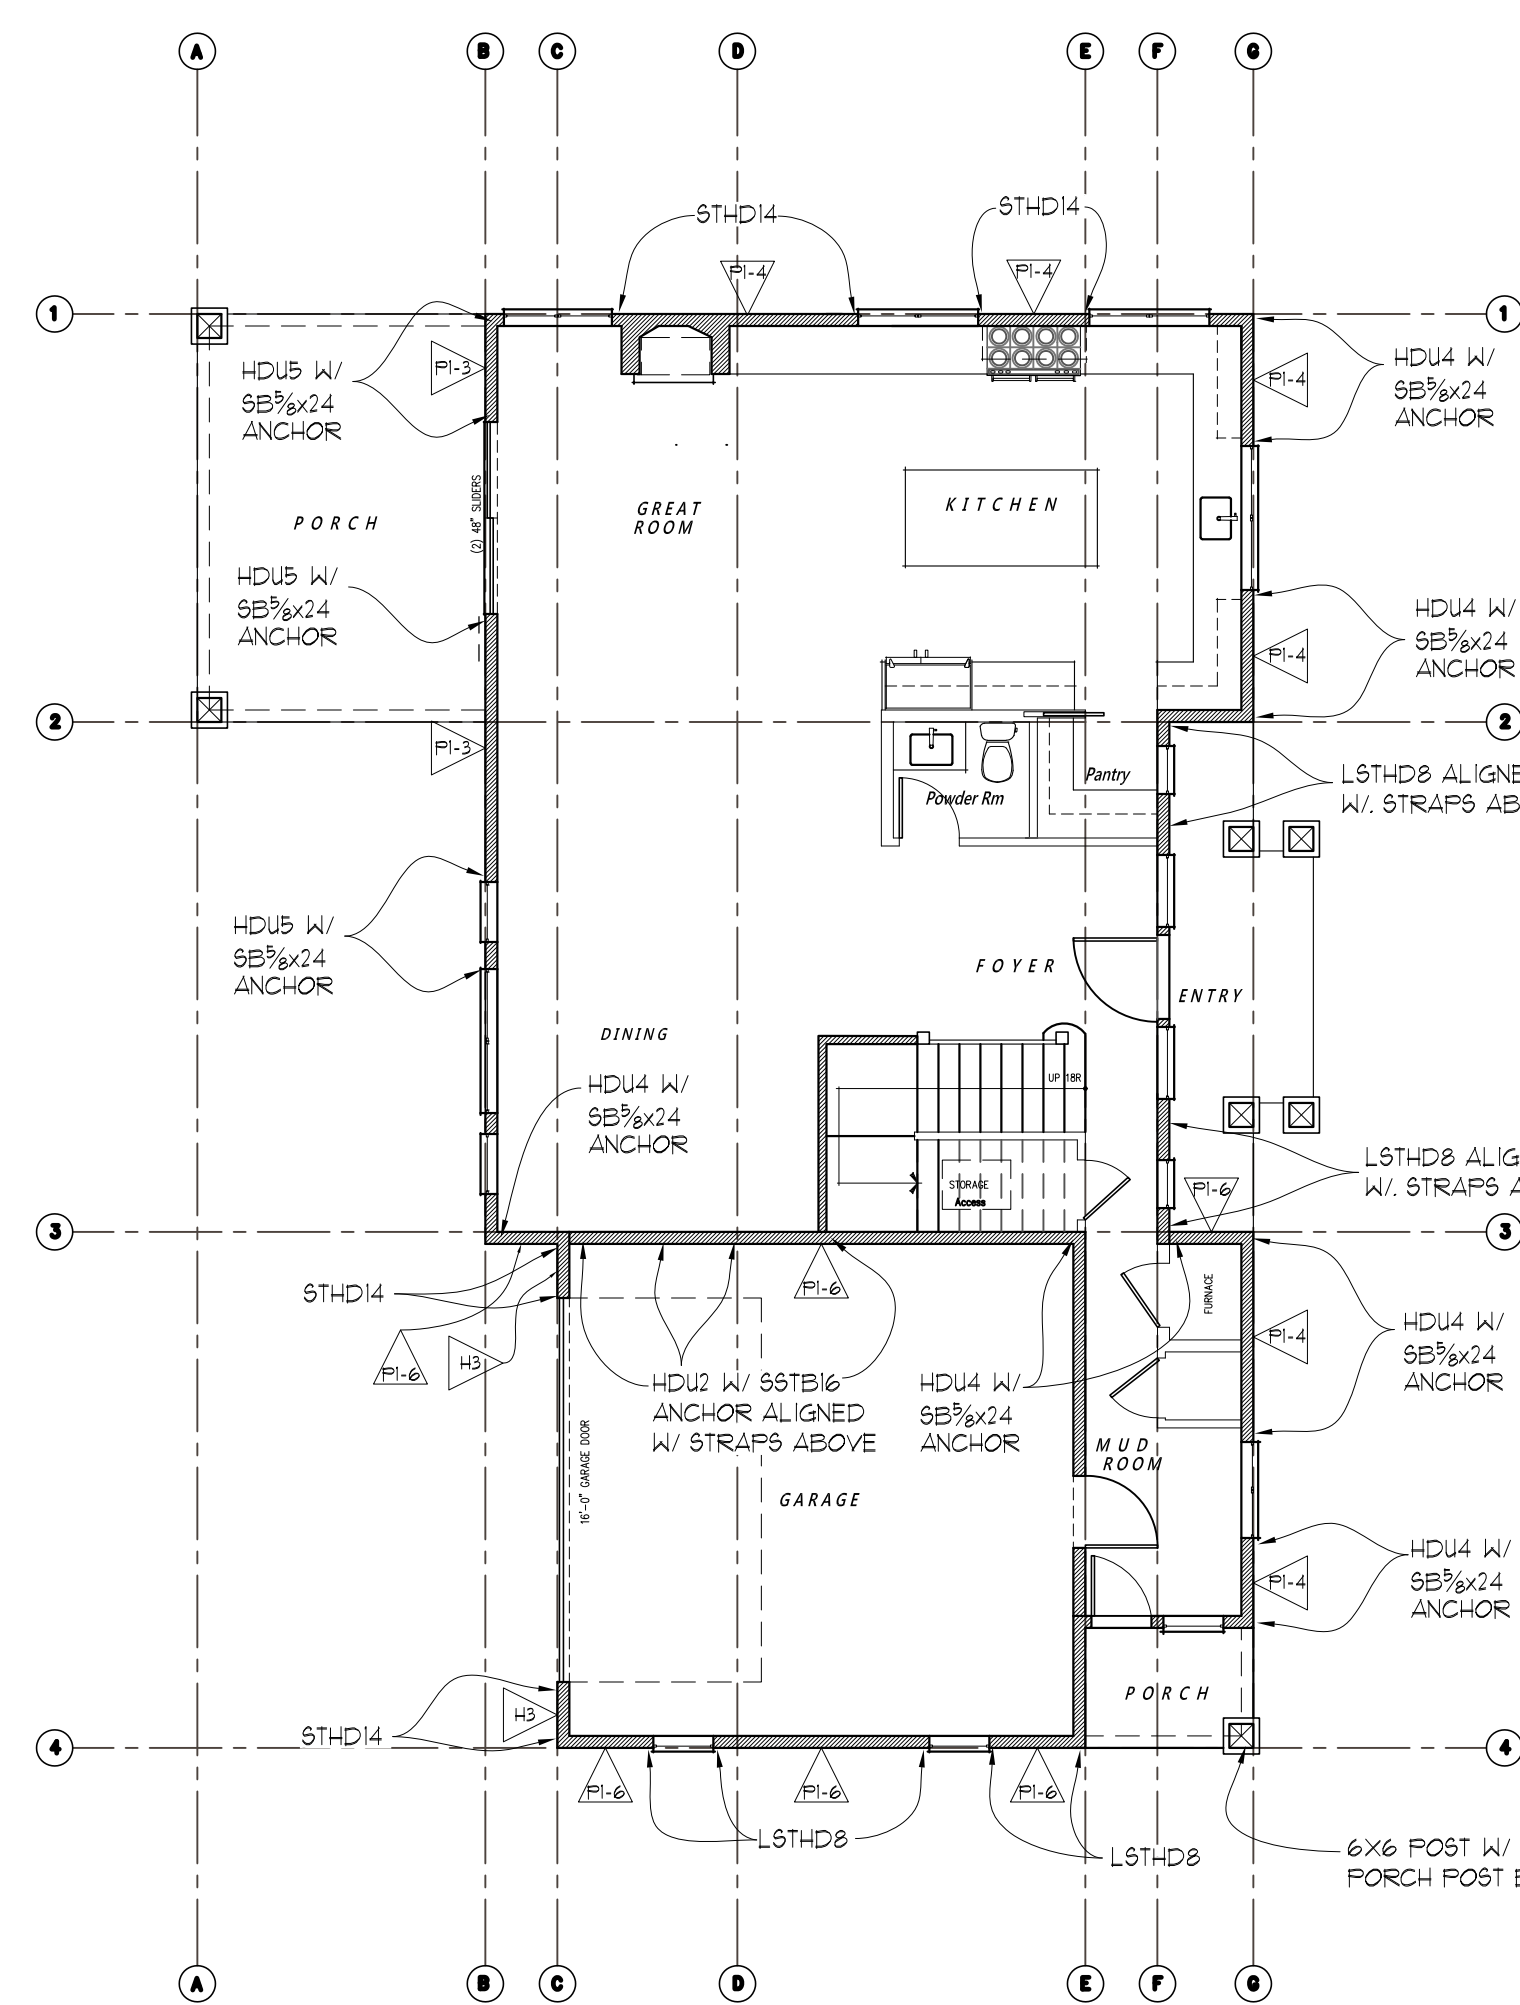 A B C D E F G
STHD14
STHD14
P1-4
P1-4
1
1
HDU5 W/
SB5/8x24
ANCHOR
P1-3
P1-4
HDU4 W/
SB5/8x24
ANCHOR
(2) 48" SLIDERS
PORCH
GREAT
ROOM
KITCHEN
HDU5 W/
SB5/8x24
ANCHOR
HDU4 W/
SB5/8x24
ANCHOR
P1-4
2
2
P1-3
Pantry
Powder Rm
LSTHD8 ALIGNE
W/. STRAPS AB
HDU5 W/
SB5/8x24
ANCHOR
FOYER
ENTRY
DINING
UP 18R
HDU4 W/
SB5/8x24
ANCHOR
STORAGE
Access
LSTHD8 ALIG
W/. STRAPS A
P1-6
3
3
STHD14
P1-6
FURNACE
P1-4
HDU4 W/
SB5/8x24
ANCHOR
P1-6
H3
HDU2 W/ SSTB16
ANCHOR ALIGNED
W/ STRAPS ABOVE
HDU4 W/
SB5/8x24
ANCHOR
16'-0" GARAGE DOOR
MUD
ROOM
GARAGE
HDU4 W/
SB5/8x24
ANCHOR
P1-4
PORCH
H3
STHD14
4
4
P1-6
P1-6
P1-6
LSTHD8
LSTHD8
6X6 POST W/
PORCH POST
A B C D E F G